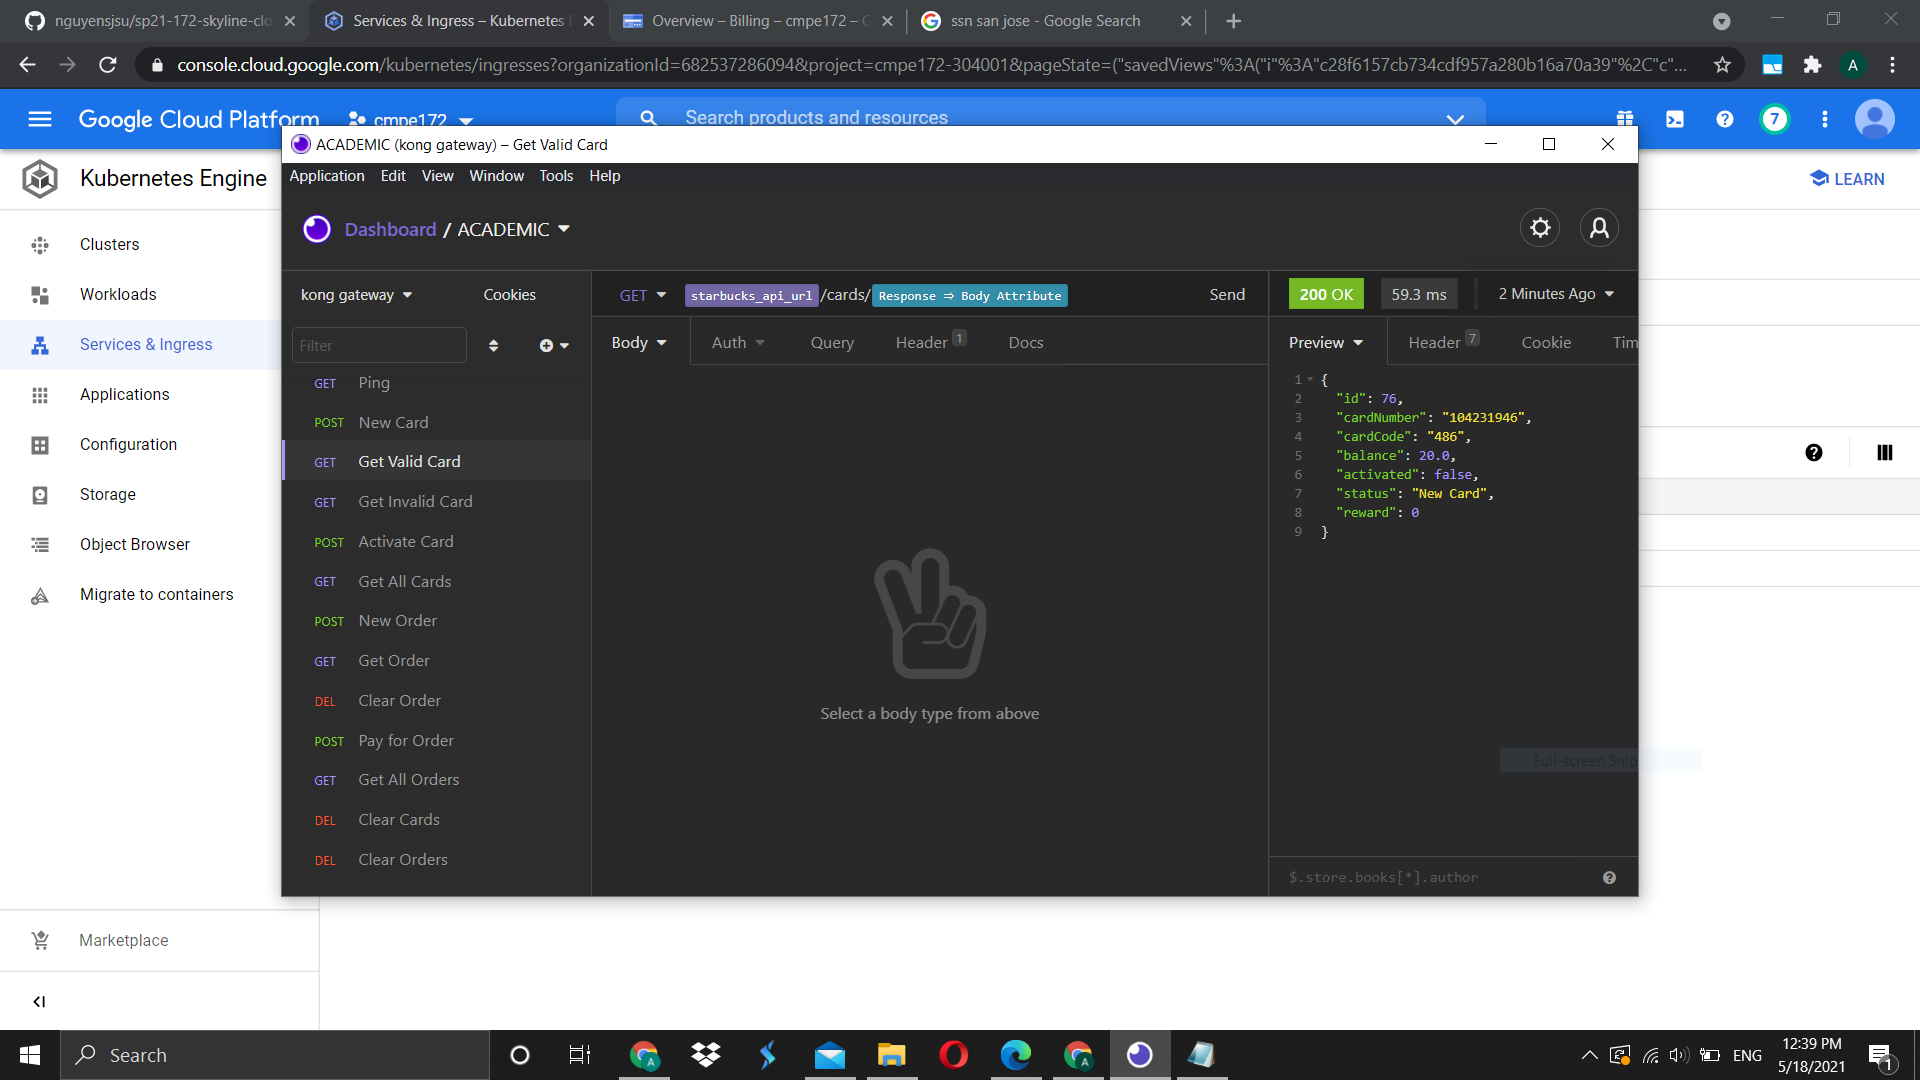 nguyensjsu/sp21-172-skyline-clo
Services & Ingress – Kubernetes E
Overview – Billing – cmpe172 – G
ssn san jose - Google Search
console.cloud.google.com/kubernetes/ingresses?organizationId=682537286094&project=cmpe172-304001&pageState=("savedViews"%3A("i"%3A"c28f6157cb734cdf957a280b16a70a39"%2C"c"...
A
Google Cloud Platform
cmpe172
Search products and resources
7
Kubernetes Engine
LEARN
Clusters
Workloads
Services & Ingress
Applications
Configuration
Storage
Object Browser
Migrate to containers
Marketplace
ACADEMIC (kong gateway) – Get Valid Card
Application Edit View Window Tools Help
Dashboard / ACADEMIC
kong gateway
Cookies
Filter
GET Ping
POST New Card
GET Get Valid Card
GET Get Invalid Card
POST Activate Card
GET Get All Cards
POST New Order
GET Get Order
DEL Clear Order
POST Pay for Order
GET Get All Orders
DEL Clear Cards
DEL Clear Orders
GET starbucks_api_url /cards/ Response ⇒ Body Attribute
Send
Body Auth Query Header 1 Docs
Select a body type from above
200 OK 59.3 ms 2 Minutes Ago
Preview Header 7 Cookie Tim
1 {
2 "id": 76,
3 "cardNumber": "104231946",
4 "cardCode": "486",
5 "balance": 20.0,
6 "activated": false,
7 "status": "New Card",
8 "reward": 0
9 }
Full-screen Snip
$.store.books[*].author
Search
A
A
ENG
12:39 PM
5/18/2021
1